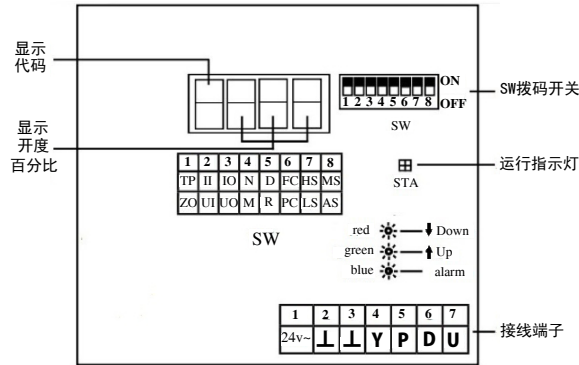 显示
代码
ON
1 2 3 4 5 6 7 8 OFF
SW
SW拨码开关
显示
开度
百分比
1 2 3 4 5 6 7 8
TP II IO N D FC HS MS
ZO UI UO M R PC LS AS
SW
STA
运行指示灯
red Down
green Up
blue alarm
1 2 3 4 5 6 7
24v~ ⊥ ⊥ Y P D U
接线端子